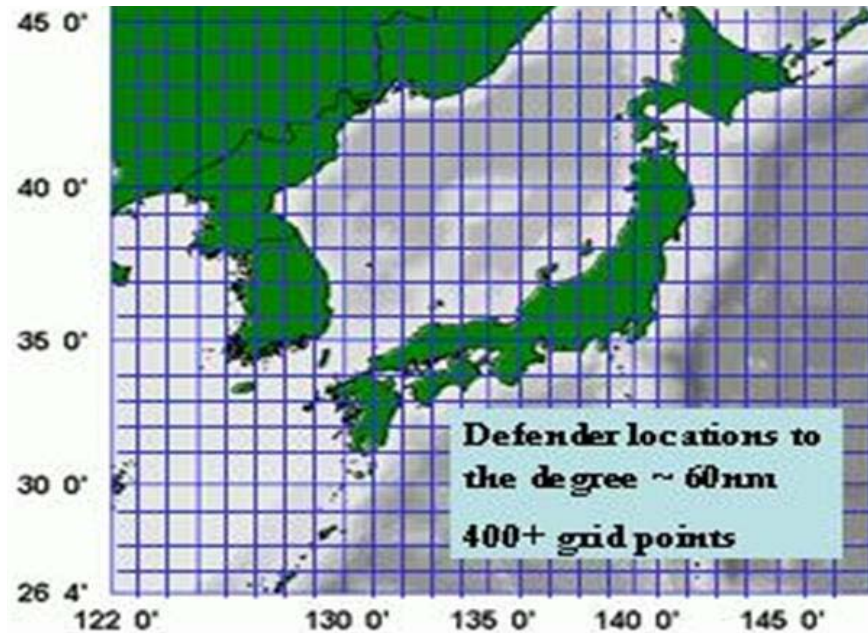 45 0°
40 0°
35 0°
30 0°
26 4°
Defender locations to
the degree ~ 60nm
400+ grid points
122 0° 130 0° 135 0° 140 0° 145 0°